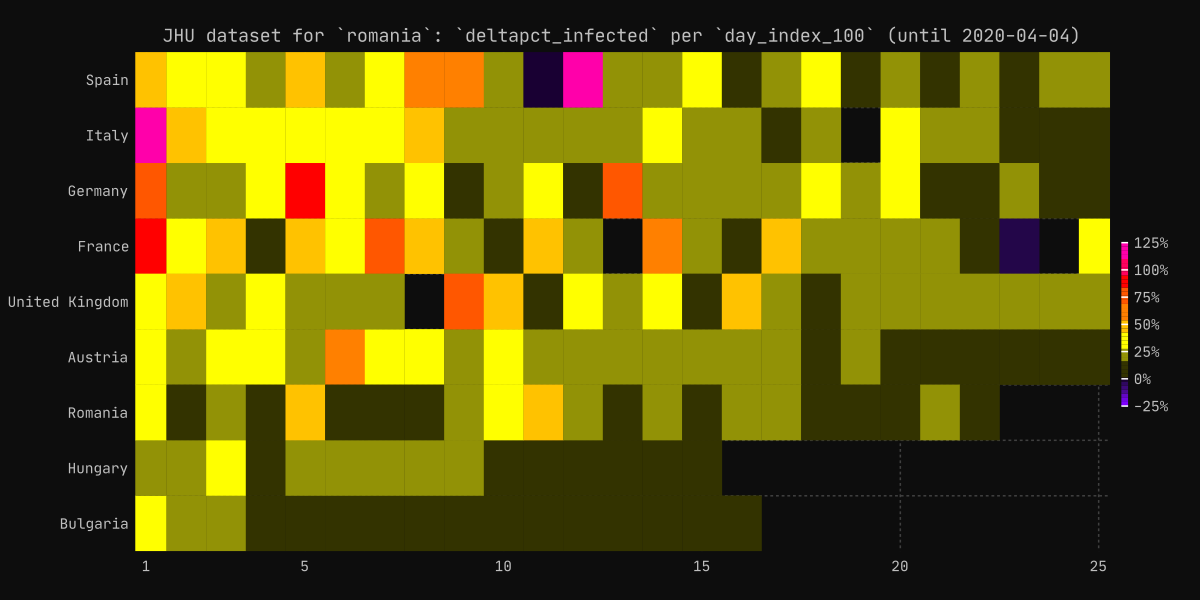 JHU dataset for `romania`: `deltapct_infected` per `day_index_100` (until 2020-04-04)
Spain
Italy
Germany
France
United Kingdom
Austria
Romania
Hungary
Bulgaria
125%
100%
75%
50%
25%
0%
-25%
1 5 10 15 20 25